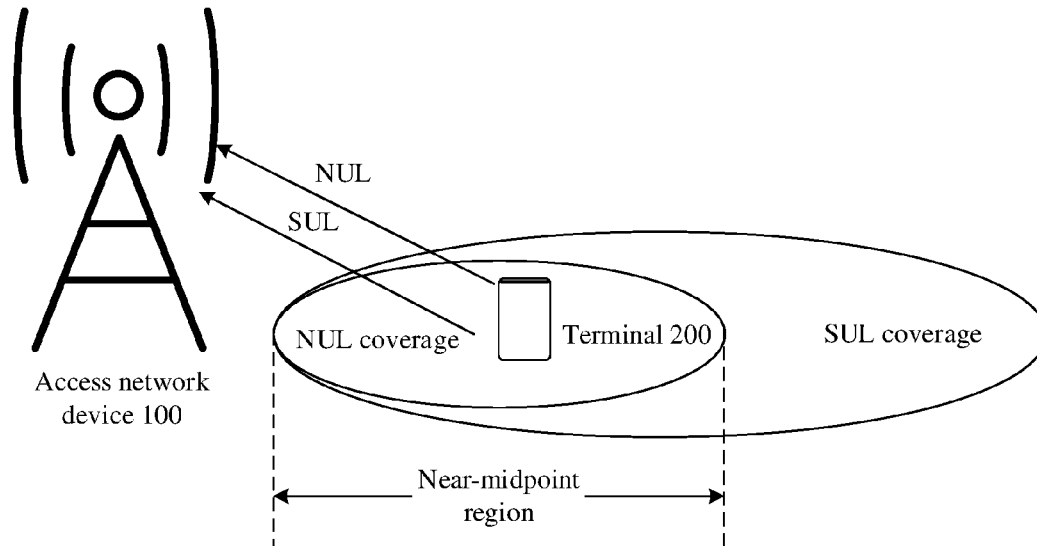 NUL
SUL
NUL coverage
Terminal 200
SUL coverage
Access network
device 100
Near-midpoint
region